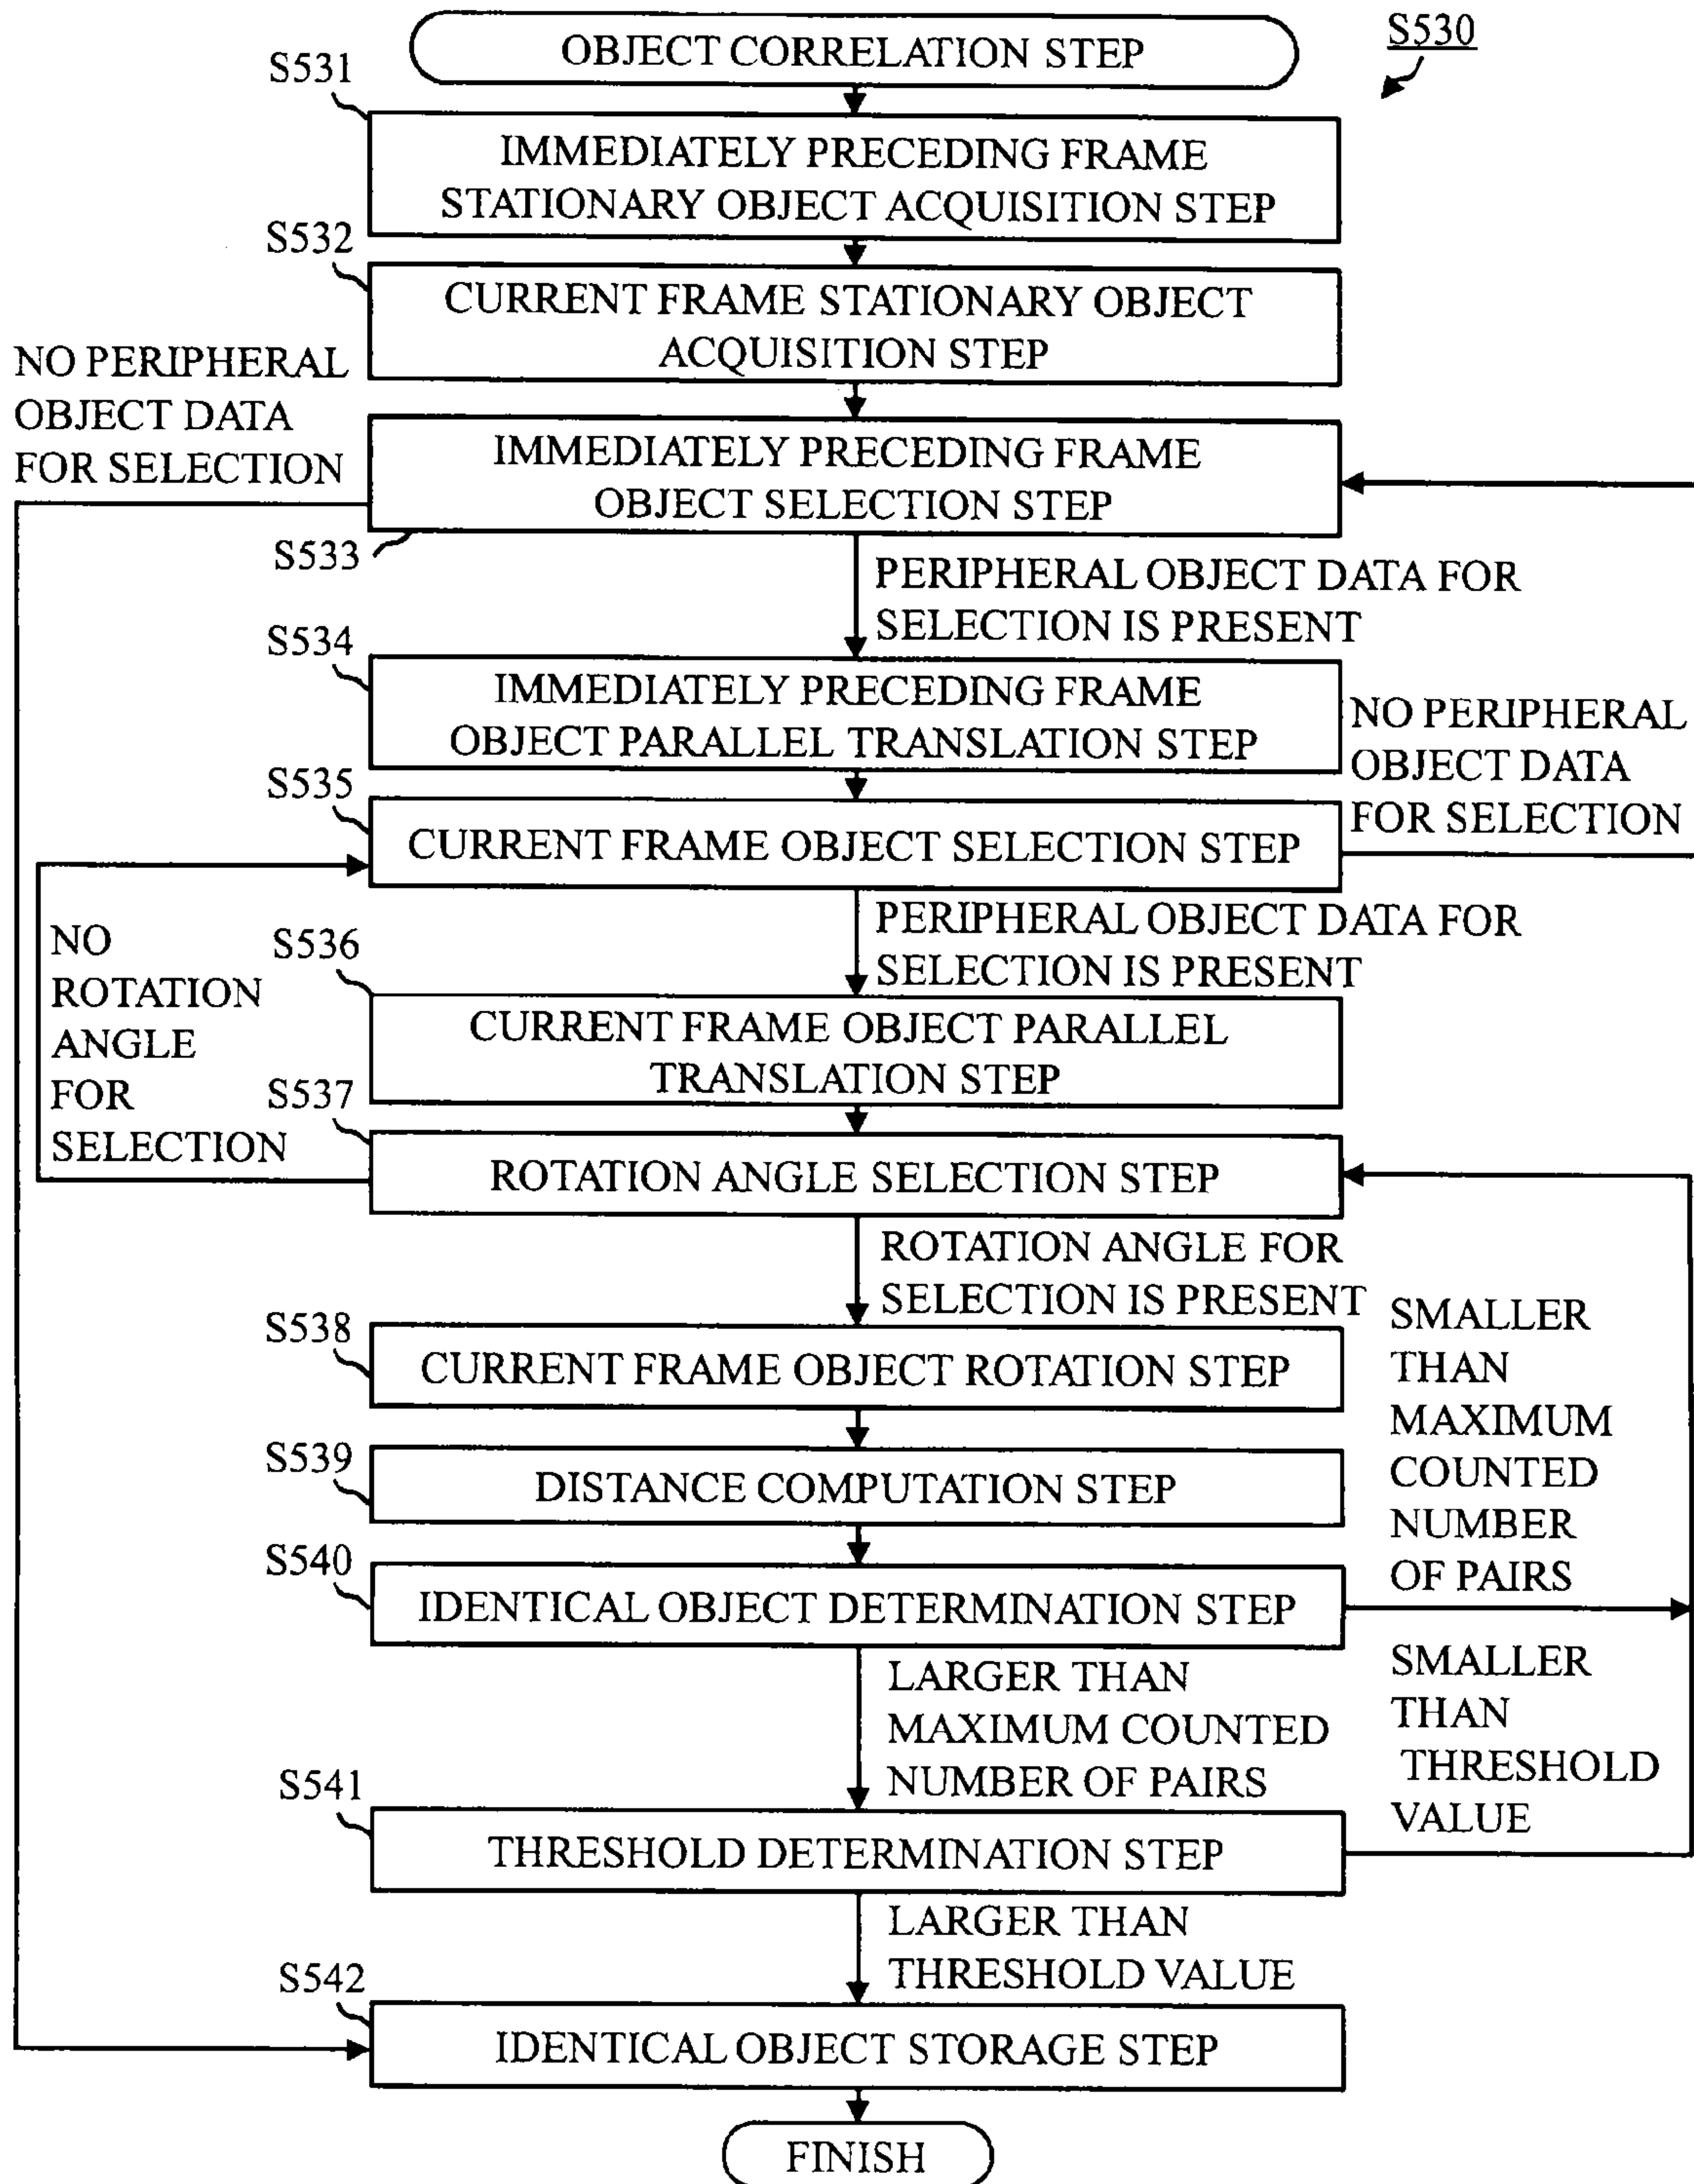 OBJECT CORRELATION STEP
S530
S531
IMMEDIATELY PRECEDING FRAME
STATIONARY OBJECT ACQUISITION STEP
S532
CURRENT FRAME STATIONARY OBJECT
ACQUISITION STEP
NO PERIPHERAL
OBJECT DATA
FOR SELECTION
IMMEDIATELY PRECEDING FRAME
OBJECT SELECTION STEP
S533
PERIPHERAL OBJECT DATA FOR
SELECTION IS PRESENT
S534
IMMEDIATELY PRECEDING FRAME
OBJECT PARALLEL TRANSLATION STEP
NO PERIPHERAL
OBJECT DATA
FOR SELECTION
S535
CURRENT FRAME OBJECT SELECTION STEP
PERIPHERAL OBJECT DATA FOR
SELECTION IS PRESENT
NO
ROTATION
ANGLE
FOR
SELECTION
S536
CURRENT FRAME OBJECT PARALLEL
TRANSLATION STEP
S537
ROTATION ANGLE SELECTION STEP
ROTATION ANGLE FOR
SELECTION IS PRESENT
S538
CURRENT FRAME OBJECT ROTATION STEP
SMALLER
THAN
MAXIMUM
COUNTED
NUMBER
OF PAIRS
S539
DISTANCE COMPUTATION STEP
S540
IDENTICAL OBJECT DETERMINATION STEP
LARGER THAN
MAXIMUM COUNTED
NUMBER OF PAIRS
SMALLER
THAN
THRESHOLD
VALUE
S541
THRESHOLD DETERMINATION STEP
LARGER THAN
THRESHOLD VALUE
S542
IDENTICAL OBJECT STORAGE STEP
FINISH